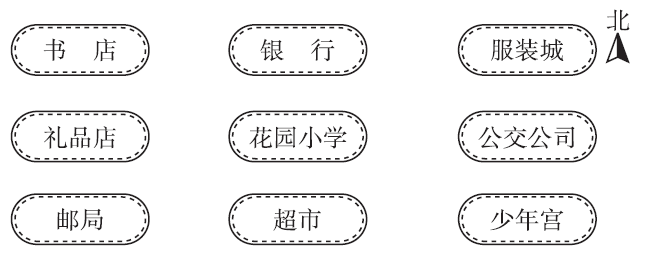 北
书 店 银 行 服装城
礼品店 花园小学 公交公司
邮局 超市 少年宫